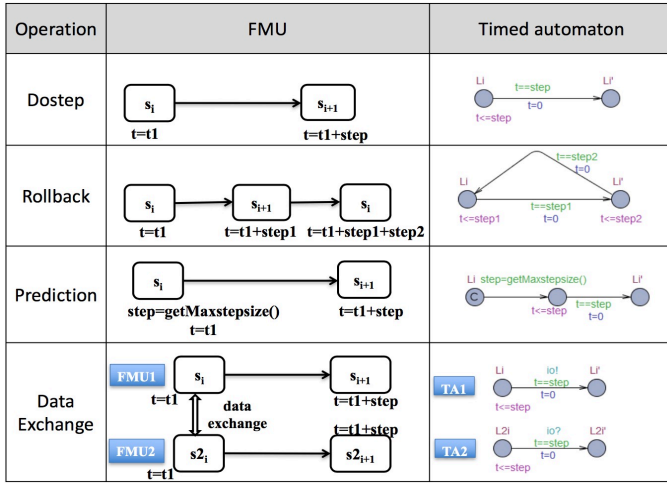 Operation FMU Timed automaton
Dostep
si si+1
t=t1 t=t1+step
Li Li'
t==step
t=0
t<=step
Rollback
si si+1 si
t=t1 t=t1+step1 t=t1+step1+step2
t==step2
t=0
Li Li'
t==step1
t=0
t<=step1 t<=step2
Prediction
si si+1
step=getMaxstepsize()
t=t1 t=t1+step
Li step=getMaxstepsize() Li'
C
t==step
t<=step
t=0
Data
Exchange
FMU1 si si+1
t=t1 t=t1+step
data
exchange
t=t1+step
FMU2 s2i s2i+1
t=t1
Li io! Li'
TA1 t==step
t=0
t<=step
L2i io? L2i'
TA2 t==step
t=0
t<=step